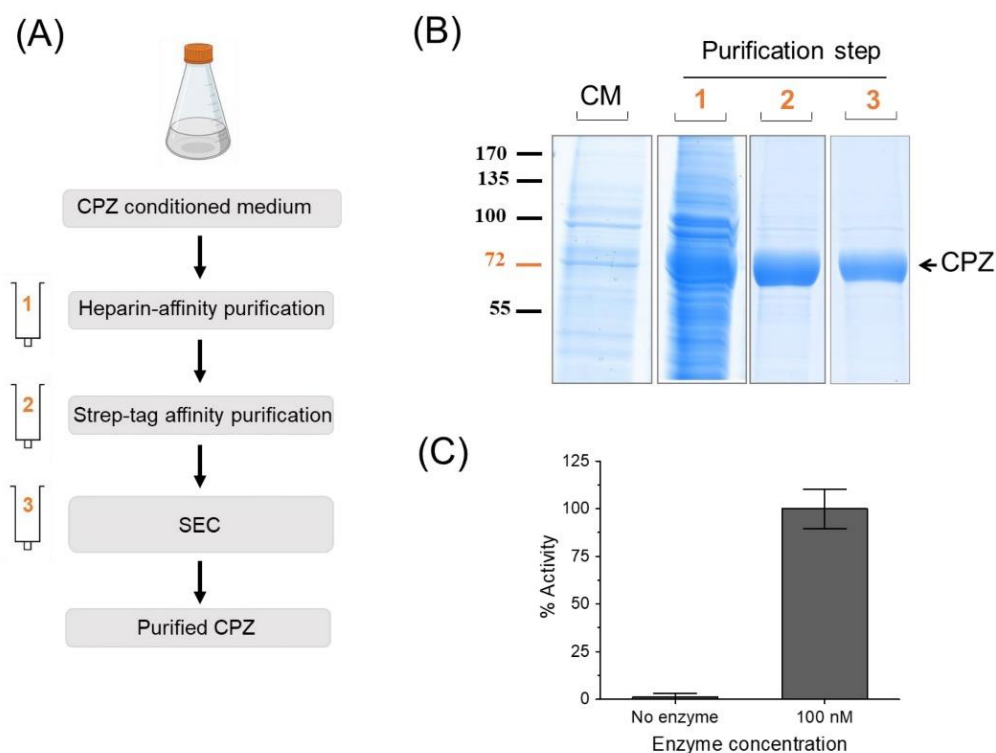 (A)
CPZ conditioned medium
1
Heparin-affinity purification
2
Strep-tag affinity purification
3
SEC
Purified CPZ
(B)
Purification step
CM 1 2 3
170
135
100
72
55
CPZ
(C)
125
100
75
50
25
0
% Activity
No enzyme 100 nM
Enzyme concentration